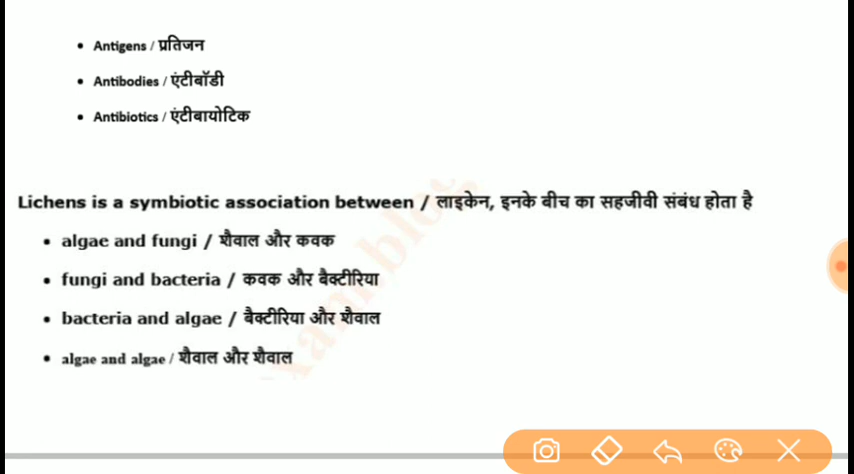 • Antigens / प्रतिजन
• Antibodies / एंटीबॉडी
• Antibiotics / एंटीबायोटिक
Lichens is a symbiotic association between / लाइकेन, इनके बीच का सहजीवी संबंध होता है
• algae and fungi / शैवाल और कवक
• fungi and bacteria / कवक और बैक्टीरिया
• bacteria and algae / बैक्टीरिया और शैवाल
• algae and algae / शैवाल और शैवाल